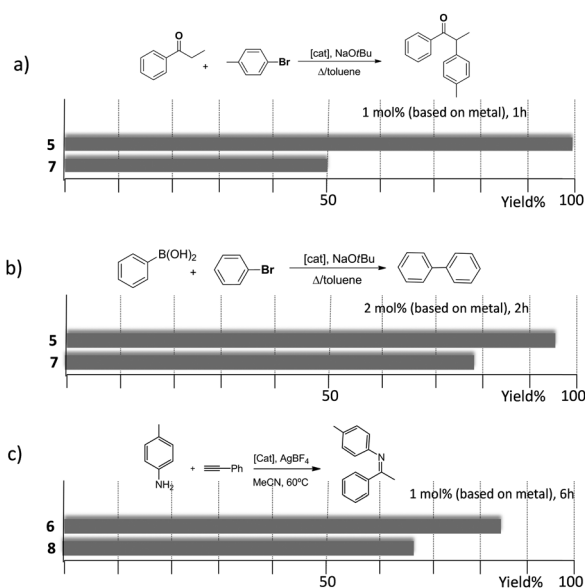 a)
O
+
Br
[cat], NaOtBu
Δ/toluene
O
1 mol% (based on metal), 1h
5
7
50
Yield%
100
b)
B(OH)2
+
Br
[cat], NaOtBu
Δ/toluene
2 mol% (based on metal), 2h
5
7
50
Yield%
100
c)
NH2
+
Ph
[Cat], AgBF4
MeCN, 60ºC
N
1 mol% (based on metal), 6h
6
8
50
Yield%
100